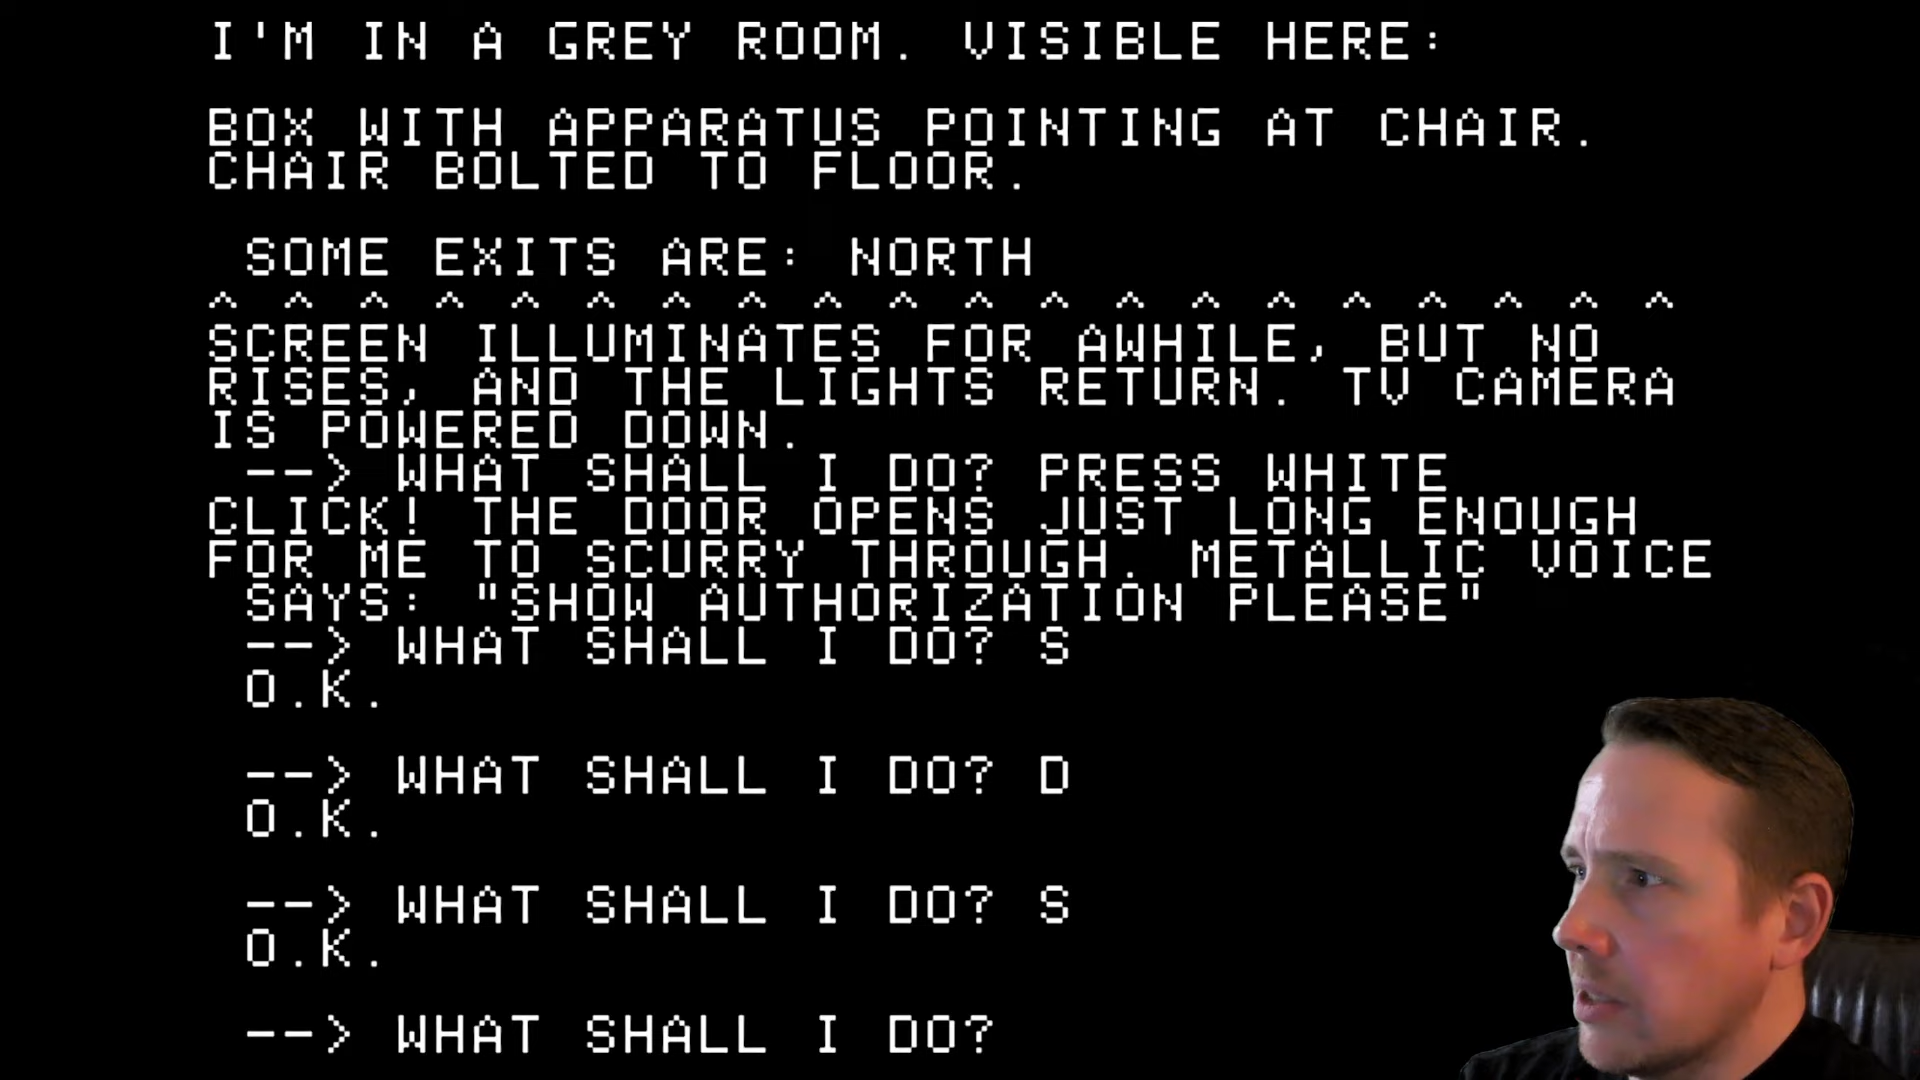 I'M IN A GREY ROOM. VISIBLE HERE:
BOX WITH APPARATUS POINTING AT CHAIR.
CHAIR BOLTED TO FLOOR.
SOME EXITS ARE: NORTH
^ ^ ^ ^ ^ ^ ^ ^ ^ ^ ^ ^ ^ ^ ^ ^ ^ ^ ^ ^
SCREEN ILLUMINATES FOR AWHILE, BUT NO
RISES, AND THE LIGHTS RETURN. TV CAMERA
IS POWERED DOWN.
--> WHAT SHALL I DO? PRESS WHITE
CLICK! THE DOOR OPENS JUST LONG ENOUGH
FOR ME TO SCURRY THROUGH. METALLIC VOICE
SAYS: "SHOW AUTHORIZATION PLEASE"
--> WHAT SHALL I DO? S
O.K.
--> WHAT SHALL I DO? D
O.K.
--> WHAT SHALL I DO? S
O.K.
--> WHAT SHALL I DO?